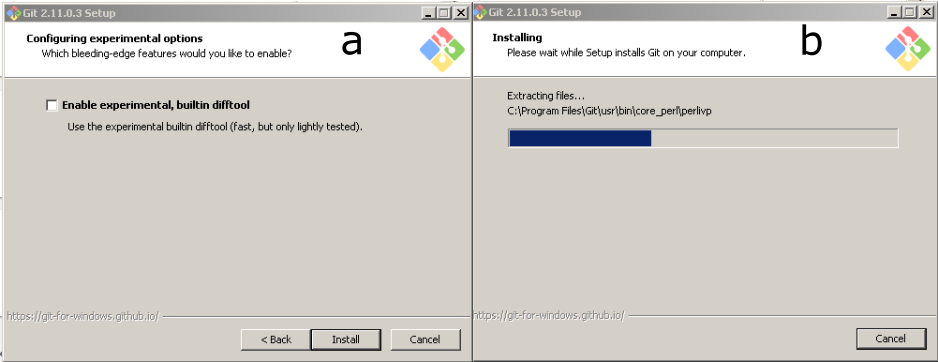 Git 2.11.0.3 Setup
Configuring experimental options
Which bleeding-edge features would you like to enable?
a
Enable experimental, builtin difftool
Use the experimental builtin difftool (fast, but only lightly tested).
https://git-for-windows.github.io/
< Back
Install
Cancel
Git 2.11.0.3 Setup
Installing
Please wait while Setup installs Git on your computer.
b
Extracting files...
C:\Program Files\Git\usr\bin\core_perl\perlivp
https://git-for-windows.github.io/
Cancel